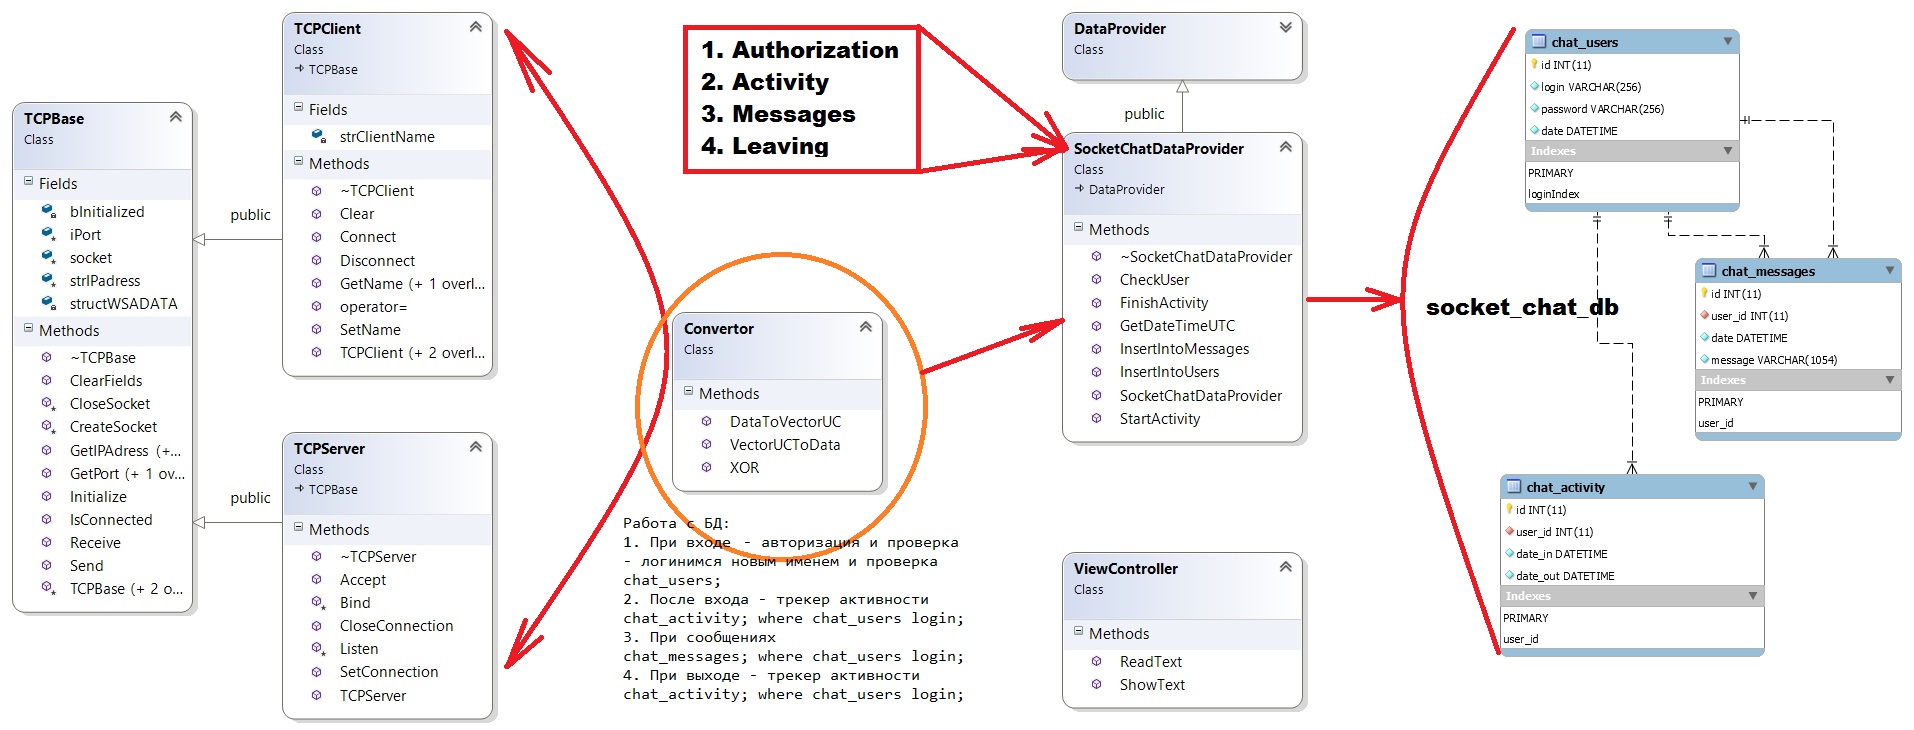 TCPBase
Class
Fields
bInitialized
iPort
socket
strIPadress
structWSADATA
Methods
~TCPBase
ClearFields
CloseSocket
CreateSocket
GetIPAdress (+...
GetPort (+ 1 ov...
Initialize
IsConnected
Receive
Send
TCPBase (+ 2 o...
public
public
TCPClient
Class
TCPBase
Fields
strClientName
Methods
~TCPClient
Clear
Connect
Disconnect
GetName (+ 1 overl...
operator=
SetName
TCPClient (+ 2 overl...
TCPServer
Class
TCPBase
Methods
~TCPServer
Accept
Bind
CloseConnection
Listen
SetConnection
TCPServer
1. Authorization
2. Activity
3. Messages
4. Leaving
Convertor
Class
Methods
DataToVectorUC
VectorUCToData
XOR
Работа с БД:
1. При входе - авторизация и проверка
- логинимся новым именем и проверка
chat_users;
2. После входа - трекер активности
chat_activity; where chat_users login;
3. При сообщениях
chat_messages; where chat_users login;
4. При выходе - трекер активности
chat_activity; where chat_users login;
DataProvider
Class
public
SocketChatDataProvider
Class
DataProvider
Methods
~SocketChatDataProvider
CheckUser
FinishActivity
GetDateTimeUTC
InsertIntoMessages
InsertIntoUsers
SocketChatDataProvider
StartActivity
ViewController
Class
Methods
ReadText
ShowText
socket_chat_db
chat_users
id INT(11)
login VARCHAR(256)
password VARCHAR(256)
date DATETIME
Indexes
PRIMARY
loginIndex
chat_messages
id INT(11)
user_id INT(11)
date DATETIME
message VARCHAR(1054)
Indexes
PRIMARY
user_id
chat_activity
id INT(11)
user_id INT(11)
date_in DATETIME
date_out DATETIME
Indexes
PRIMARY
user_id